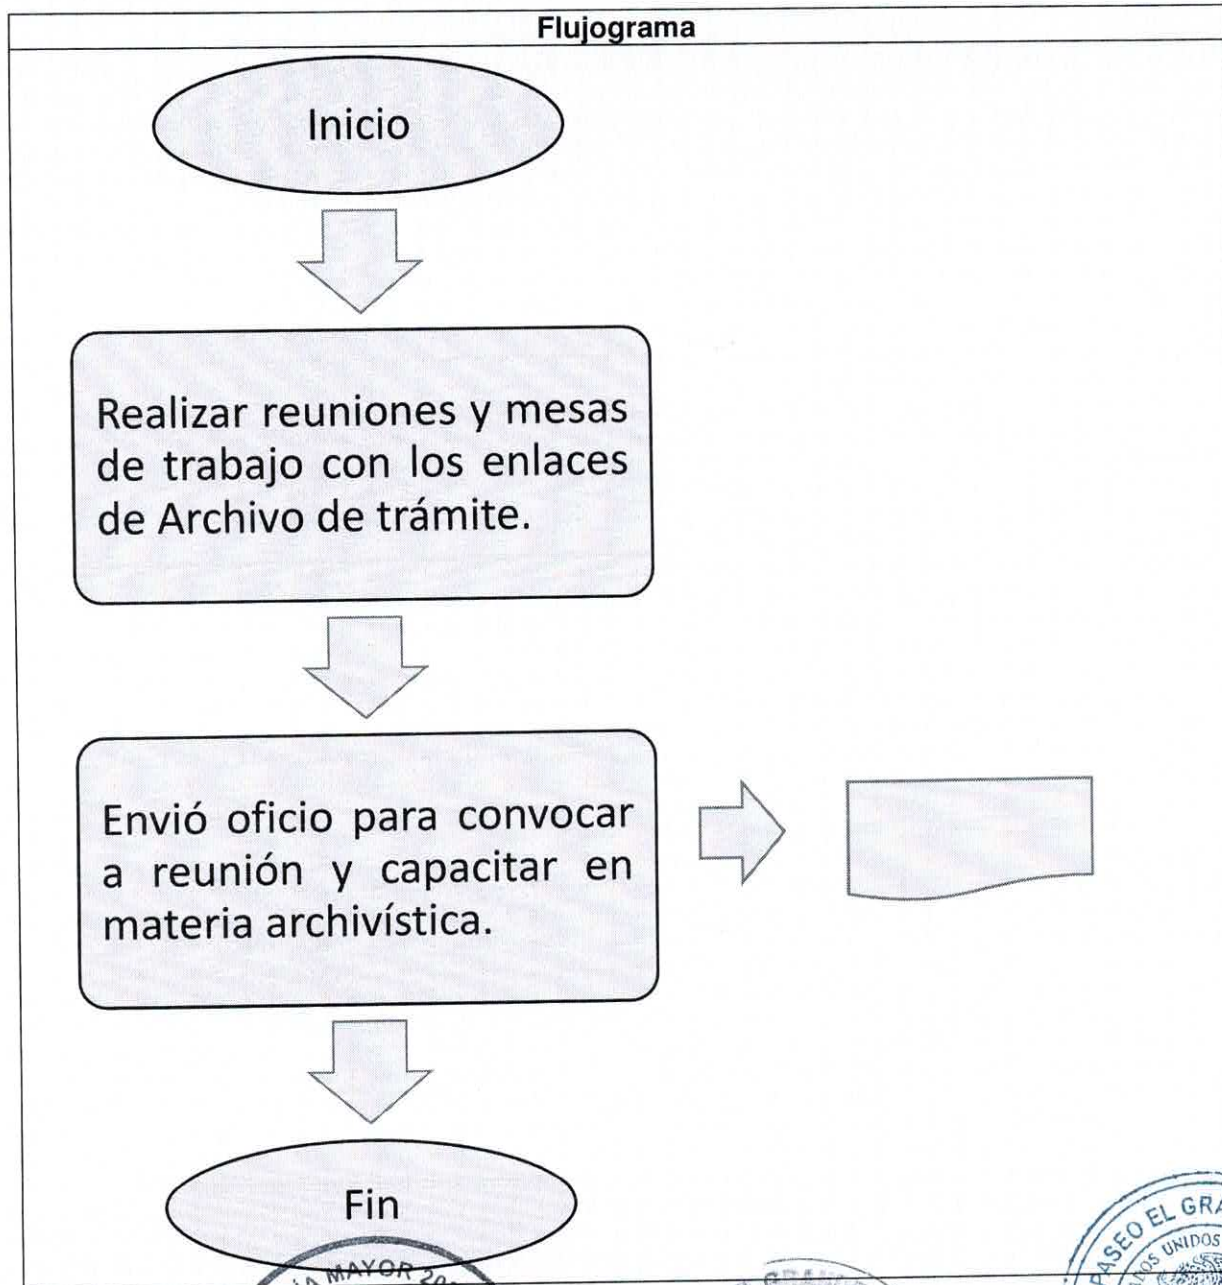 Flujograma
Inicio
Realizar reuniones y mesas
de trabajo con los enlaces
de Archivo de trámite.
Envió oficio para convocar
a reunión y capacitar en
materia archivística.
Fin
MAYOR
EL
UNIDOS